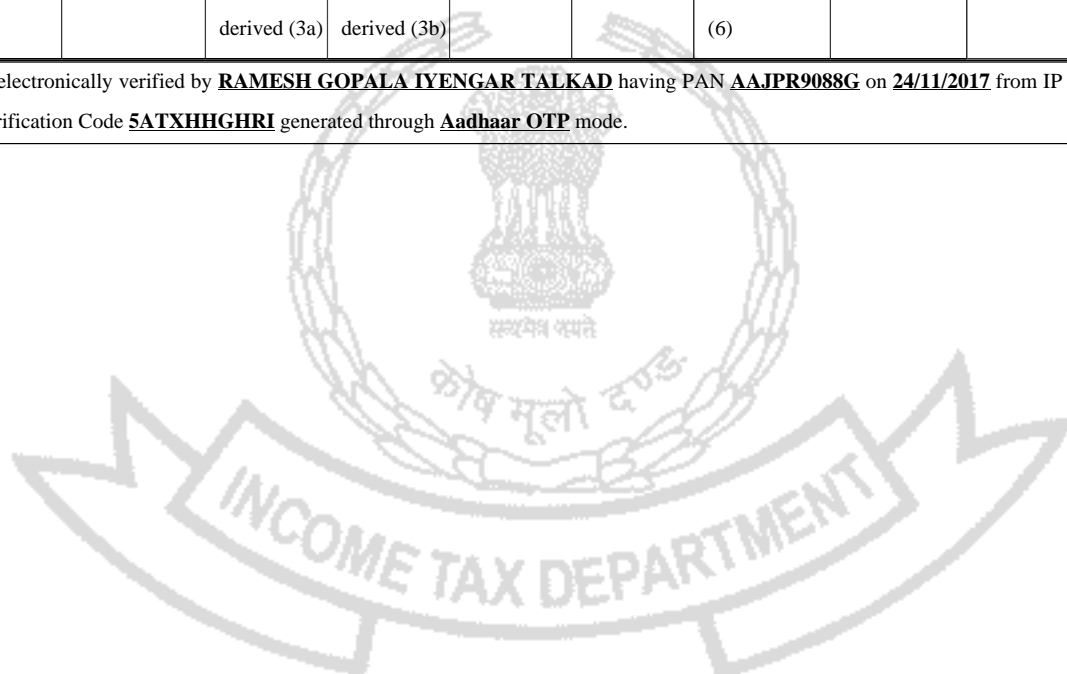 derived (3a) derived (3b) (6)
electronically verified by RAMESH GOPALA IYENGAR TALKAD having PAN AAJPR9088G on 24/11/2017 from IP
rification Code 5ATXHHGHRI generated through Aadhaar OTP mode.
सत्यमेव जयते
कोष मूलो दण्डः
INCOME TAX DEPARTMENT